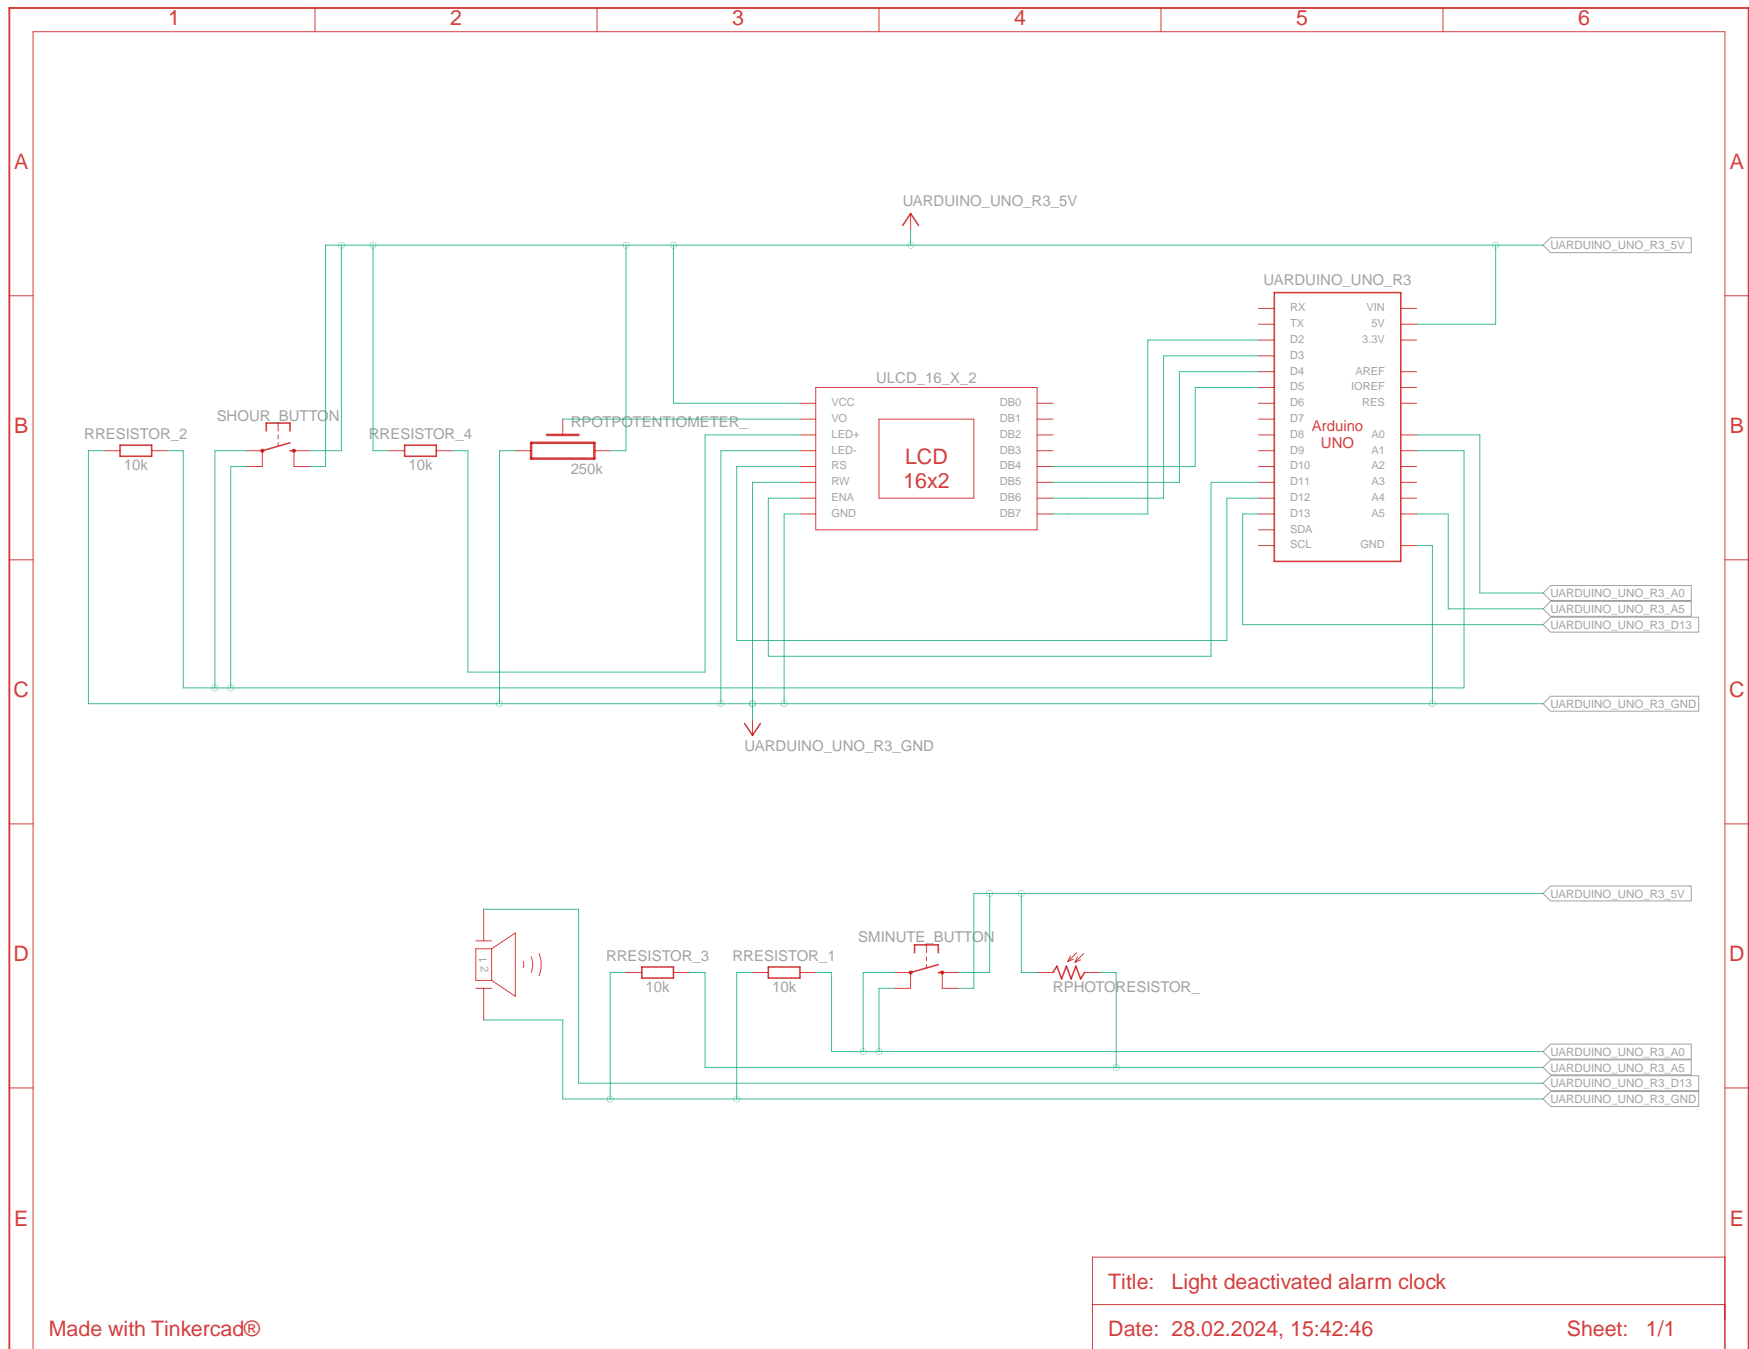 1 2 3 4 5 6
A A
UARDUINO_UNO_R3_5V
UARDUINO_UNO_R3_5V
UARDUINO_UNO_R3
RX VIN
TX 5V
D2 3.3V
D3
D4 AREF
D5 IOREF
D6 RES
D7
D8 A0
D9 A1
D10 A2
D11 A3
D12 A4
D13 A5
SDA
SCL GND
Arduino
UNO
ULCD_16_X_2
VCC DB0
VO DB1
LED+ DB2
LED- DB3
RS DB4
RW DB5
ENA DB6
GND DB7
LCD
16x2
B B
SHOUR_BUTTON
RPOTPOTENTIOMETER_
250k
RRESISTOR_2
10k
RRESISTOR_4
10k
UARDUINO_UNO_R3_A0
UARDUINO_UNO_R3_A5
UARDUINO_UNO_R3_D13
C C
UARDUINO_UNO_R3_GND
UARDUINO_UNO_R3_GND
UARDUINO_UNO_R3_5V
D D
1 2
RRESISTOR_3
10k
RRESISTOR_1
10k
SMINUTE_BUTTON
RPHOTORESISTOR_
UARDUINO_UNO_R3_A0
UARDUINO_UNO_R3_A5
UARDUINO_UNO_R3_D13
UARDUINO_UNO_R3_GND
E E
Title: Light deactivated alarm clock
Made with Tinkercad®
Date: 28.02.2024, 15:42:46 Sheet: 1/1